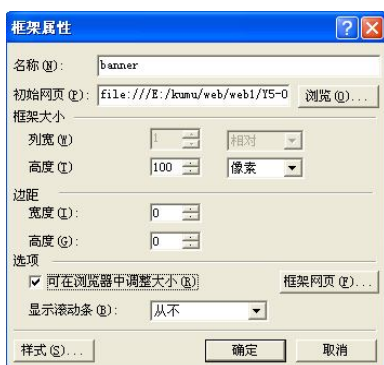 框架属性
名称(N): banner
初始网页(P): file:///E:/kumu/web/web1/Y5-0 浏览(O)...
框架大小
列宽(W) 1 相对
高度(T) 100 像素
边距
宽度(I): 0
高度(G): 0
选项
可在浏览器中调整大小(R) 框架网页(F)...
显示滚动条(B): 从不
样式(S)... 确定 取消